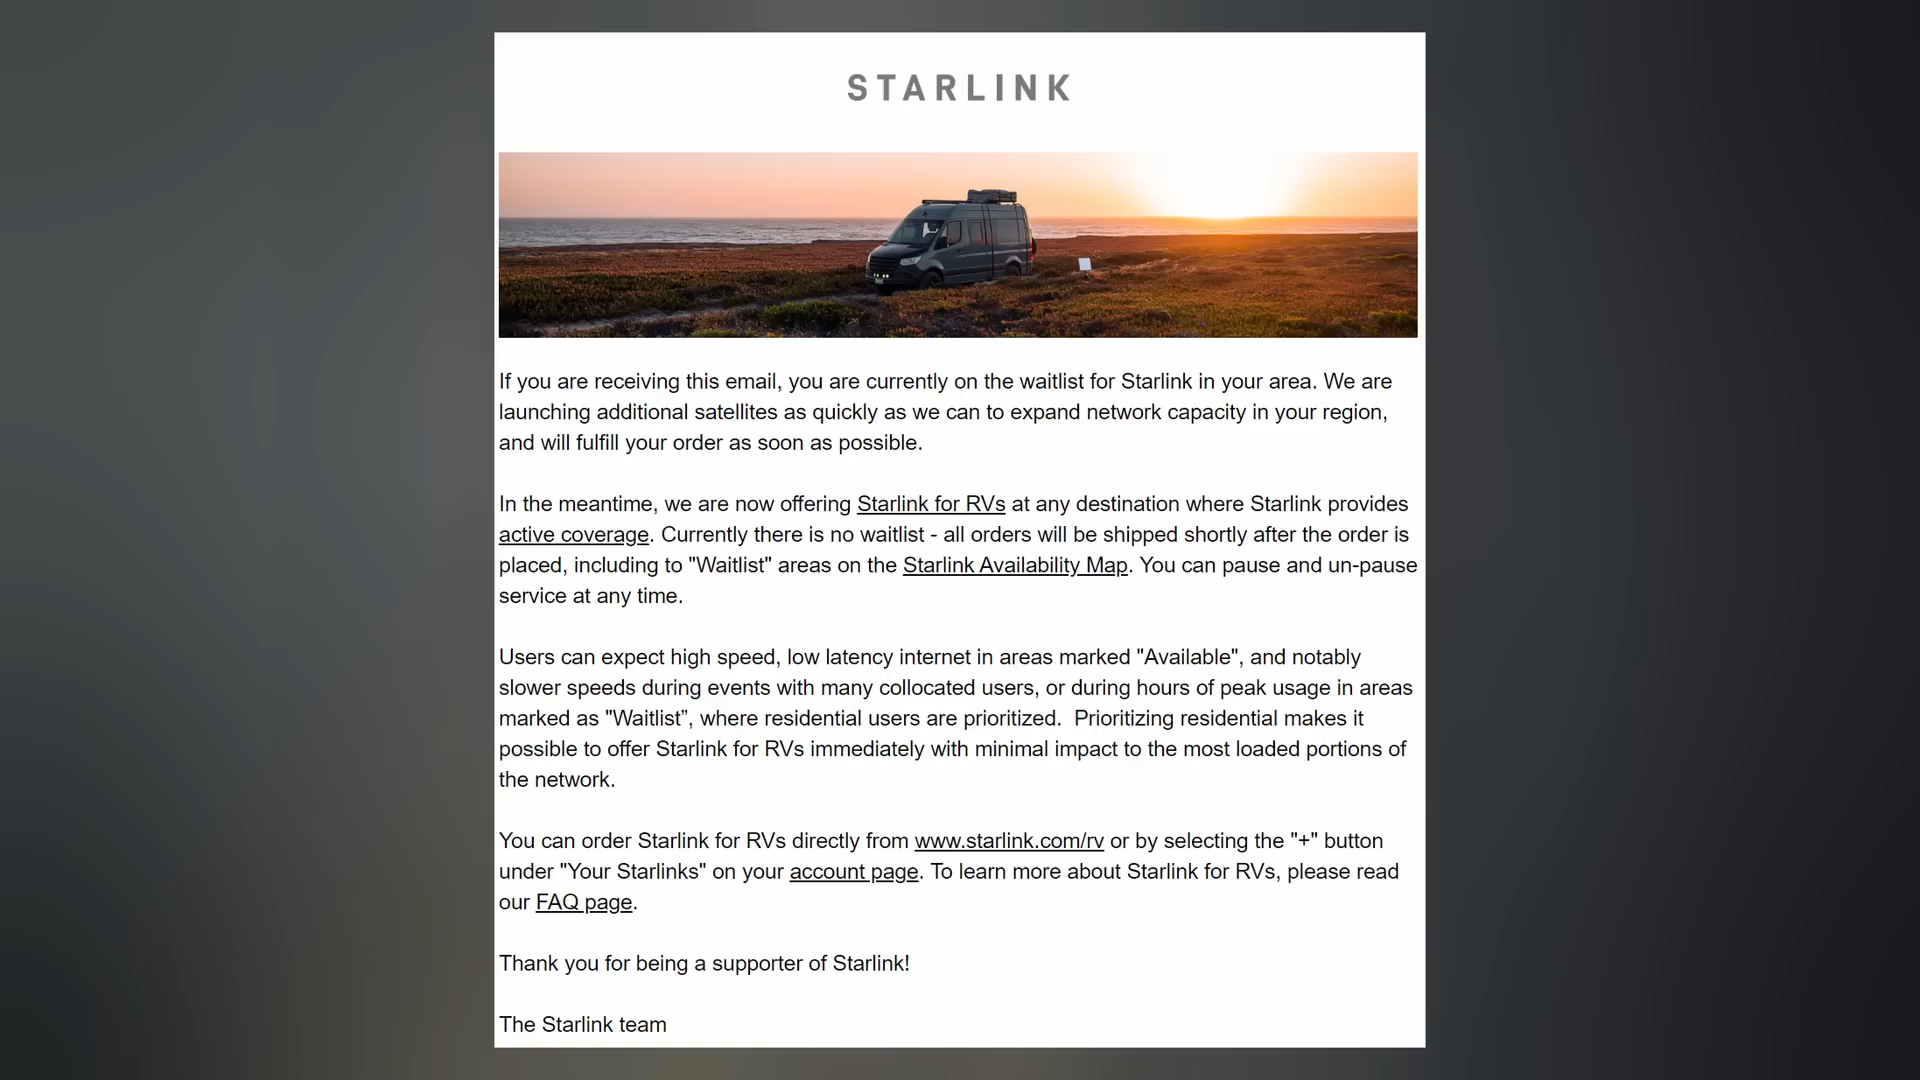 STARLINK
If you are receiving this email, you are currently on the waitlist for Starlink in your area. We are
launching additional satellites as quickly as we can to expand network capacity in your region,
and will fulfill your order as soon as possible.
In the meantime, we are now offering Starlink for RVs at any destination where Starlink provides
active coverage. Currently there is no waitlist - all orders will be shipped shortly after the order is
placed, including to "Waitlist" areas on the Starlink Availability Map. You can pause and un-pause
service at any time.
Users can expect high speed, low latency internet in areas marked "Available", and notably
slower speeds during events with many collocated users, or during hours of peak usage in areas
marked as "Waitlist”, where residential users are prioritized.  Prioritizing residential makes it
possible to offer Starlink for RVs immediately with minimal impact to the most loaded portions of
the network.
You can order Starlink for RVs directly from www.starlink.com/rv or by selecting the "+" button
under "Your Starlinks" on your account page. To learn more about Starlink for RVs, please read
our FAQ page.
Thank you for being a supporter of Starlink!
The Starlink team